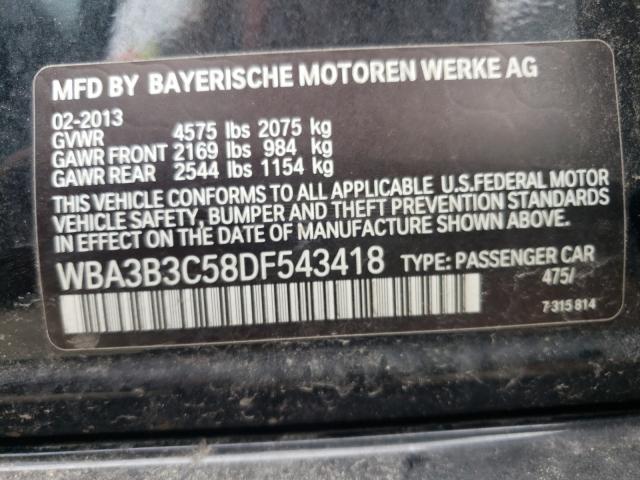 MFD BY BAYERISCHE MOTOREN WERKE AG
02-2013
GVWR 4575 lbs 2075 kg
GAWR FRONT 2169 lbs 984 kg
GAWR REAR 2544 lbs 1154 kg
THIS VEHICLE CONFORMS TO ALL APPLICABLE U.S.FEDERAL MOTOR
VEHICLE SAFETY, BUMPER AND THEFT PREVENTION STANDARDS
IN EFFECT ON THE DATE OF MANUFACTURE SHOWN ABOVE.
WBA3B3C58DF543418 TYPE: PASSENGER CAR
475/
7 315 814